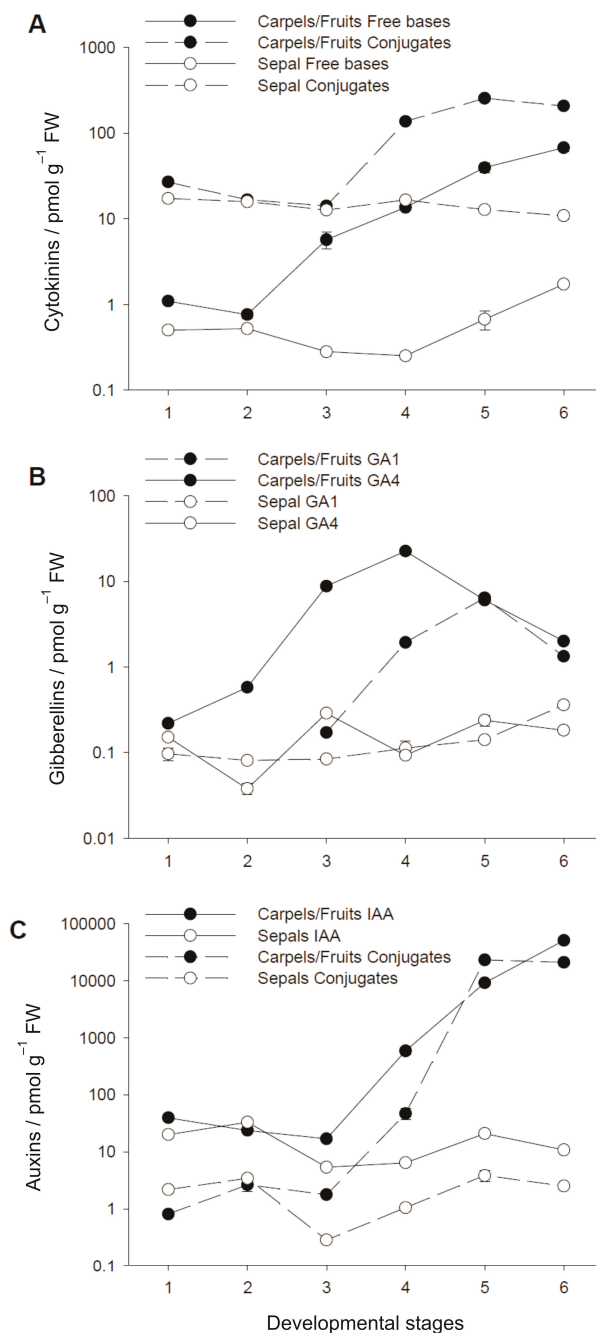 A
Carpels/Fruits Free bases
Carpels/Fruits Conjugates
Sepal Free bases
Sepal Conjugates
Cytokinins / pmol g⁻¹ FW
1000
100
10
1
0.1
1 2 3 4 5 6
B
Carpels/Fruits GA1
Carpels/Fruits GA4
Sepal GA1
Sepal GA4
Gibberellins / pmol g⁻¹ FW
100
10
1
0.1
0.01
1 2 3 4 5 6
C
Carpels/Fruits IAA
Sepals IAA
Carpels/Fruits Conjugates
Sepals Conjugates
Auxins / pmol g⁻¹ FW
100000
10000
1000
100
10
1
0.1
1 2 3 4 5 6
Developmental stages